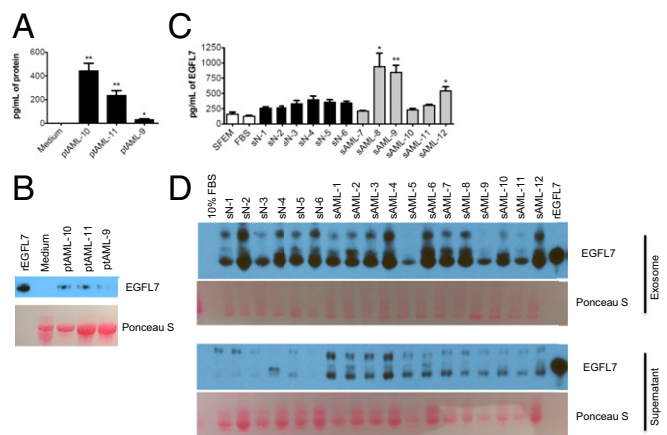 A
pg/mL of protein
600
400
200
0
**
**
*
Medium
ptAML-10
ptAML-11
ptAML-9
C
pg/mL of EGFL7
1250
1000
750
500
250
0
*
**
*
SFEM
FBS
sN-1
sN-2
sN-3
sN-4
sN-5
sN-6
sAML-7
sAML-8
sAML-9
sAML-10
sAML-11
sAML-12
B
rEGFL7
Medium
ptAML-10
ptAML-11
ptAML-9
EGFL7
Ponceau S
D
10% FBS
sN-1
sN-2
sN-3
sN-4
sN-5
sN-6
sAML-1
sAML-2
sAML-3
sAML-4
sAML-5
sAML-6
sAML-7
sAML-8
sAML-9
sAML-10
sAML-11
sAML-12
rEGFL7
EGFL7
Ponceau S
Exosome
EGFL7
Ponceau S
Supernatant